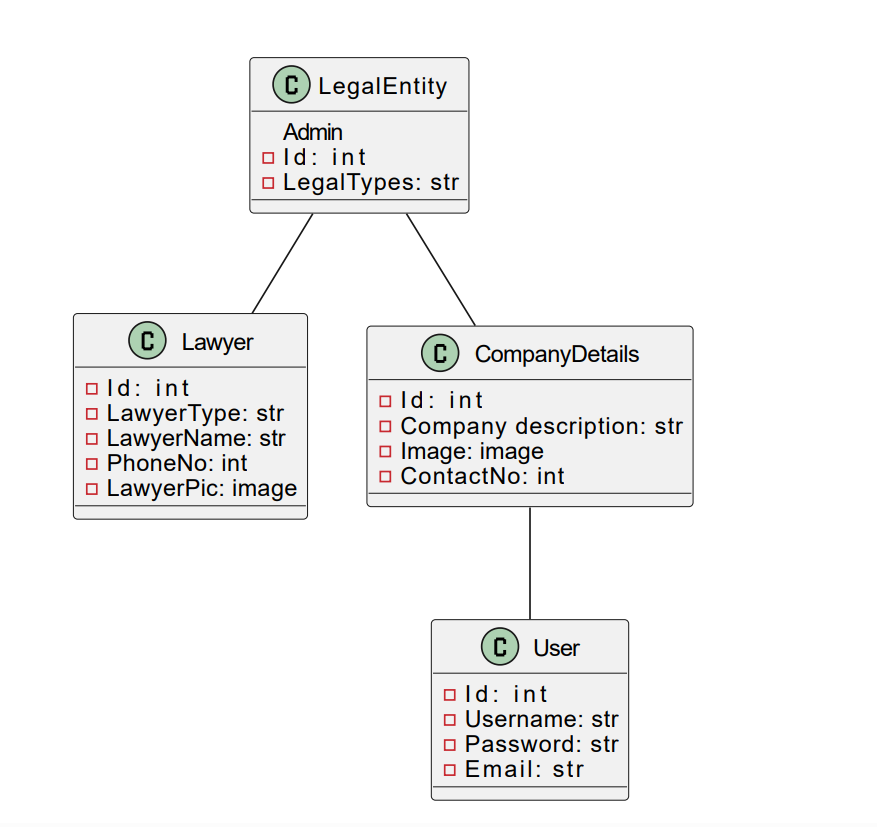 C LegalEntity
Admin
Id: int
LegalTypes: str
C Lawyer
Id: int
LawyerType: str
LawyerName: str
PhoneNo: int
LawyerPic: image
C CompanyDetails
Id: int
Company description: str
Image: image
ContactNo: int
C User
Id: int
Username: str
Password: str
Email: str